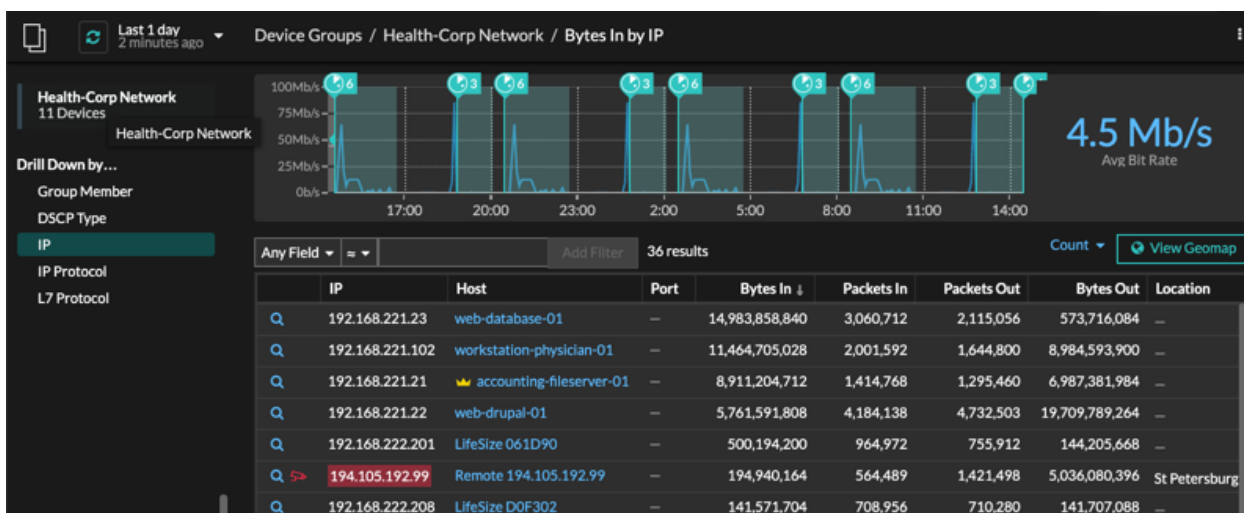 Last 1 day
2 minutes ago
Device Groups / Health-Corp Network / Bytes In by IP
Health-Corp Network
11 Devices
Health-Corp Network
Drill Down by...
Group Member
DSCP Type
IP
IP Protocol
L7 Protocol
100Mb/s
75Mb/s
50Mb/s
25Mb/s
0b/s
6 3 6 3 6 3 6 3
17:00 20:00 23:00 2:00 5:00 8:00 11:00 14:00
4.5 Mb/s
Avg Bit Rate
Any Field ≈ Add Filter 36 results Count View Geomap
IP Host Port Bytes In ↓ Packets In Packets Out Bytes Out Location
192.168.221.23 web-database-01 — 14,983,858,840 3,060,712 2,115,056 573,716,084 —
192.168.221.102 workstation-physician-01 — 11,464,705,028 2,001,592 1,644,800 8,984,593,900 —
192.168.221.21 accounting-fileserver-01 — 8,911,204,712 1,414,768 1,295,460 6,987,381,984 —
192.168.221.22 web-drupal-01 — 5,761,591,808 4,184,138 4,732,503 19,709,789,264 —
192.168.222.201 LifeSize 061D90 — 500,194,200 964,972 755,912 144,205,668 —
194.105.192.99 Remote 194.105.192.99 — 194,940,164 564,489 1,421,498 5,036,080,396 St Petersburg
192.168.222.208 LifeSize D0F302 — 141,571,704 708,956 710,280 141,707,088 —